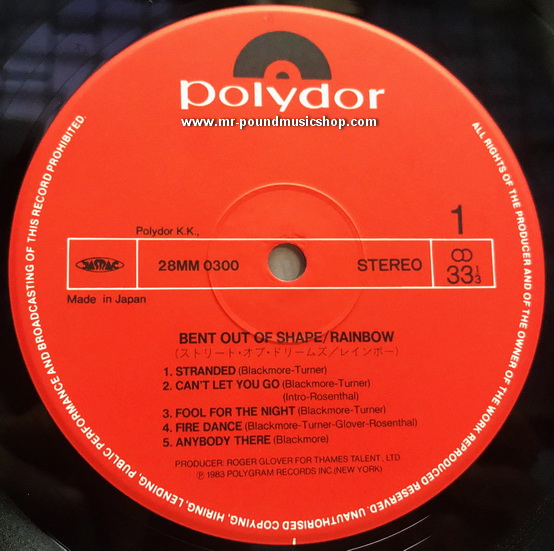 polydor
www.mr-poundmusicshop.com
1
Polydor K.K.,
JASRAC
28MM 0300
STEREO
33 1/3
Made in Japan
BENT OUT OF SHAPE/RAINBOW
(ストリート・オブ・ドリームズ/レインボー)
1. STRANDED (Blackmore-Turner)
2. CAN'T LET YOU GO (Blackmore-Turner)
(Intro-Rosenthal)
3. FOOL FOR THE NIGHT (Blackmore-Turner)
4. FIRE DANCE (Blackmore-Turner-Glover-Rosenthal)
5. ANYBODY THERE (Blackmore)
PRODUCER: ROGER GLOVER FOR THAMES TALENT, LTD.
Ⓟ 1983 POLYGRAM RECORDS INC.(NEW YORK)
ALL RIGHTS OF THE PRODUCER AND OF THE OWNER OF THE WORK REPRODUCED RESERVED. UNAUTHORISED COPYING, HIRING, LENDING, PUBLIC PERFORMANCE AND BROADCASTING OF THIS RECORD PROHIBITED.